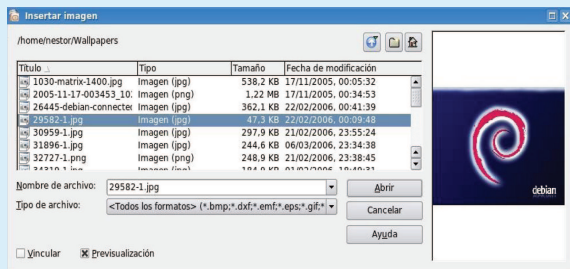 Insertar imagen
/home/nestor/Wallpapers
Título Tipo Tamaño Fecha de modificación
1030-matrix-1400.jpg Imagen (jpg) 538,2 KB 17/11/2005, 00:05:32
2005-11-17-003453_10: Imagen (png) 1,22 MB 17/11/2005, 00:34:53
26445-debian-connected Imagen (jpg) 362,1 KB 22/02/2006, 00:41:39
29582-1.jpg Imagen (jpg) 47,3 KB 22/02/2006, 00:09:48
30959-1.jpg Imagen (jpg) 297,9 KB 21/02/2006, 23:55:24
31896-1.jpg Imagen (jpg) 244,6 KB 06/03/2006, 23:34:38
32727-1.png Imagen (png) 248,9 KB 21/02/2006, 23:38:45
Nombre de archivo: 29582-1.jpg Abrir
Tipo de archivo: <Todos los formatos> (*.bmp;*.dxf;*.emf;*.eps;*.gif;* Cancelar
Ayuda
Vincular Previsualización
debian